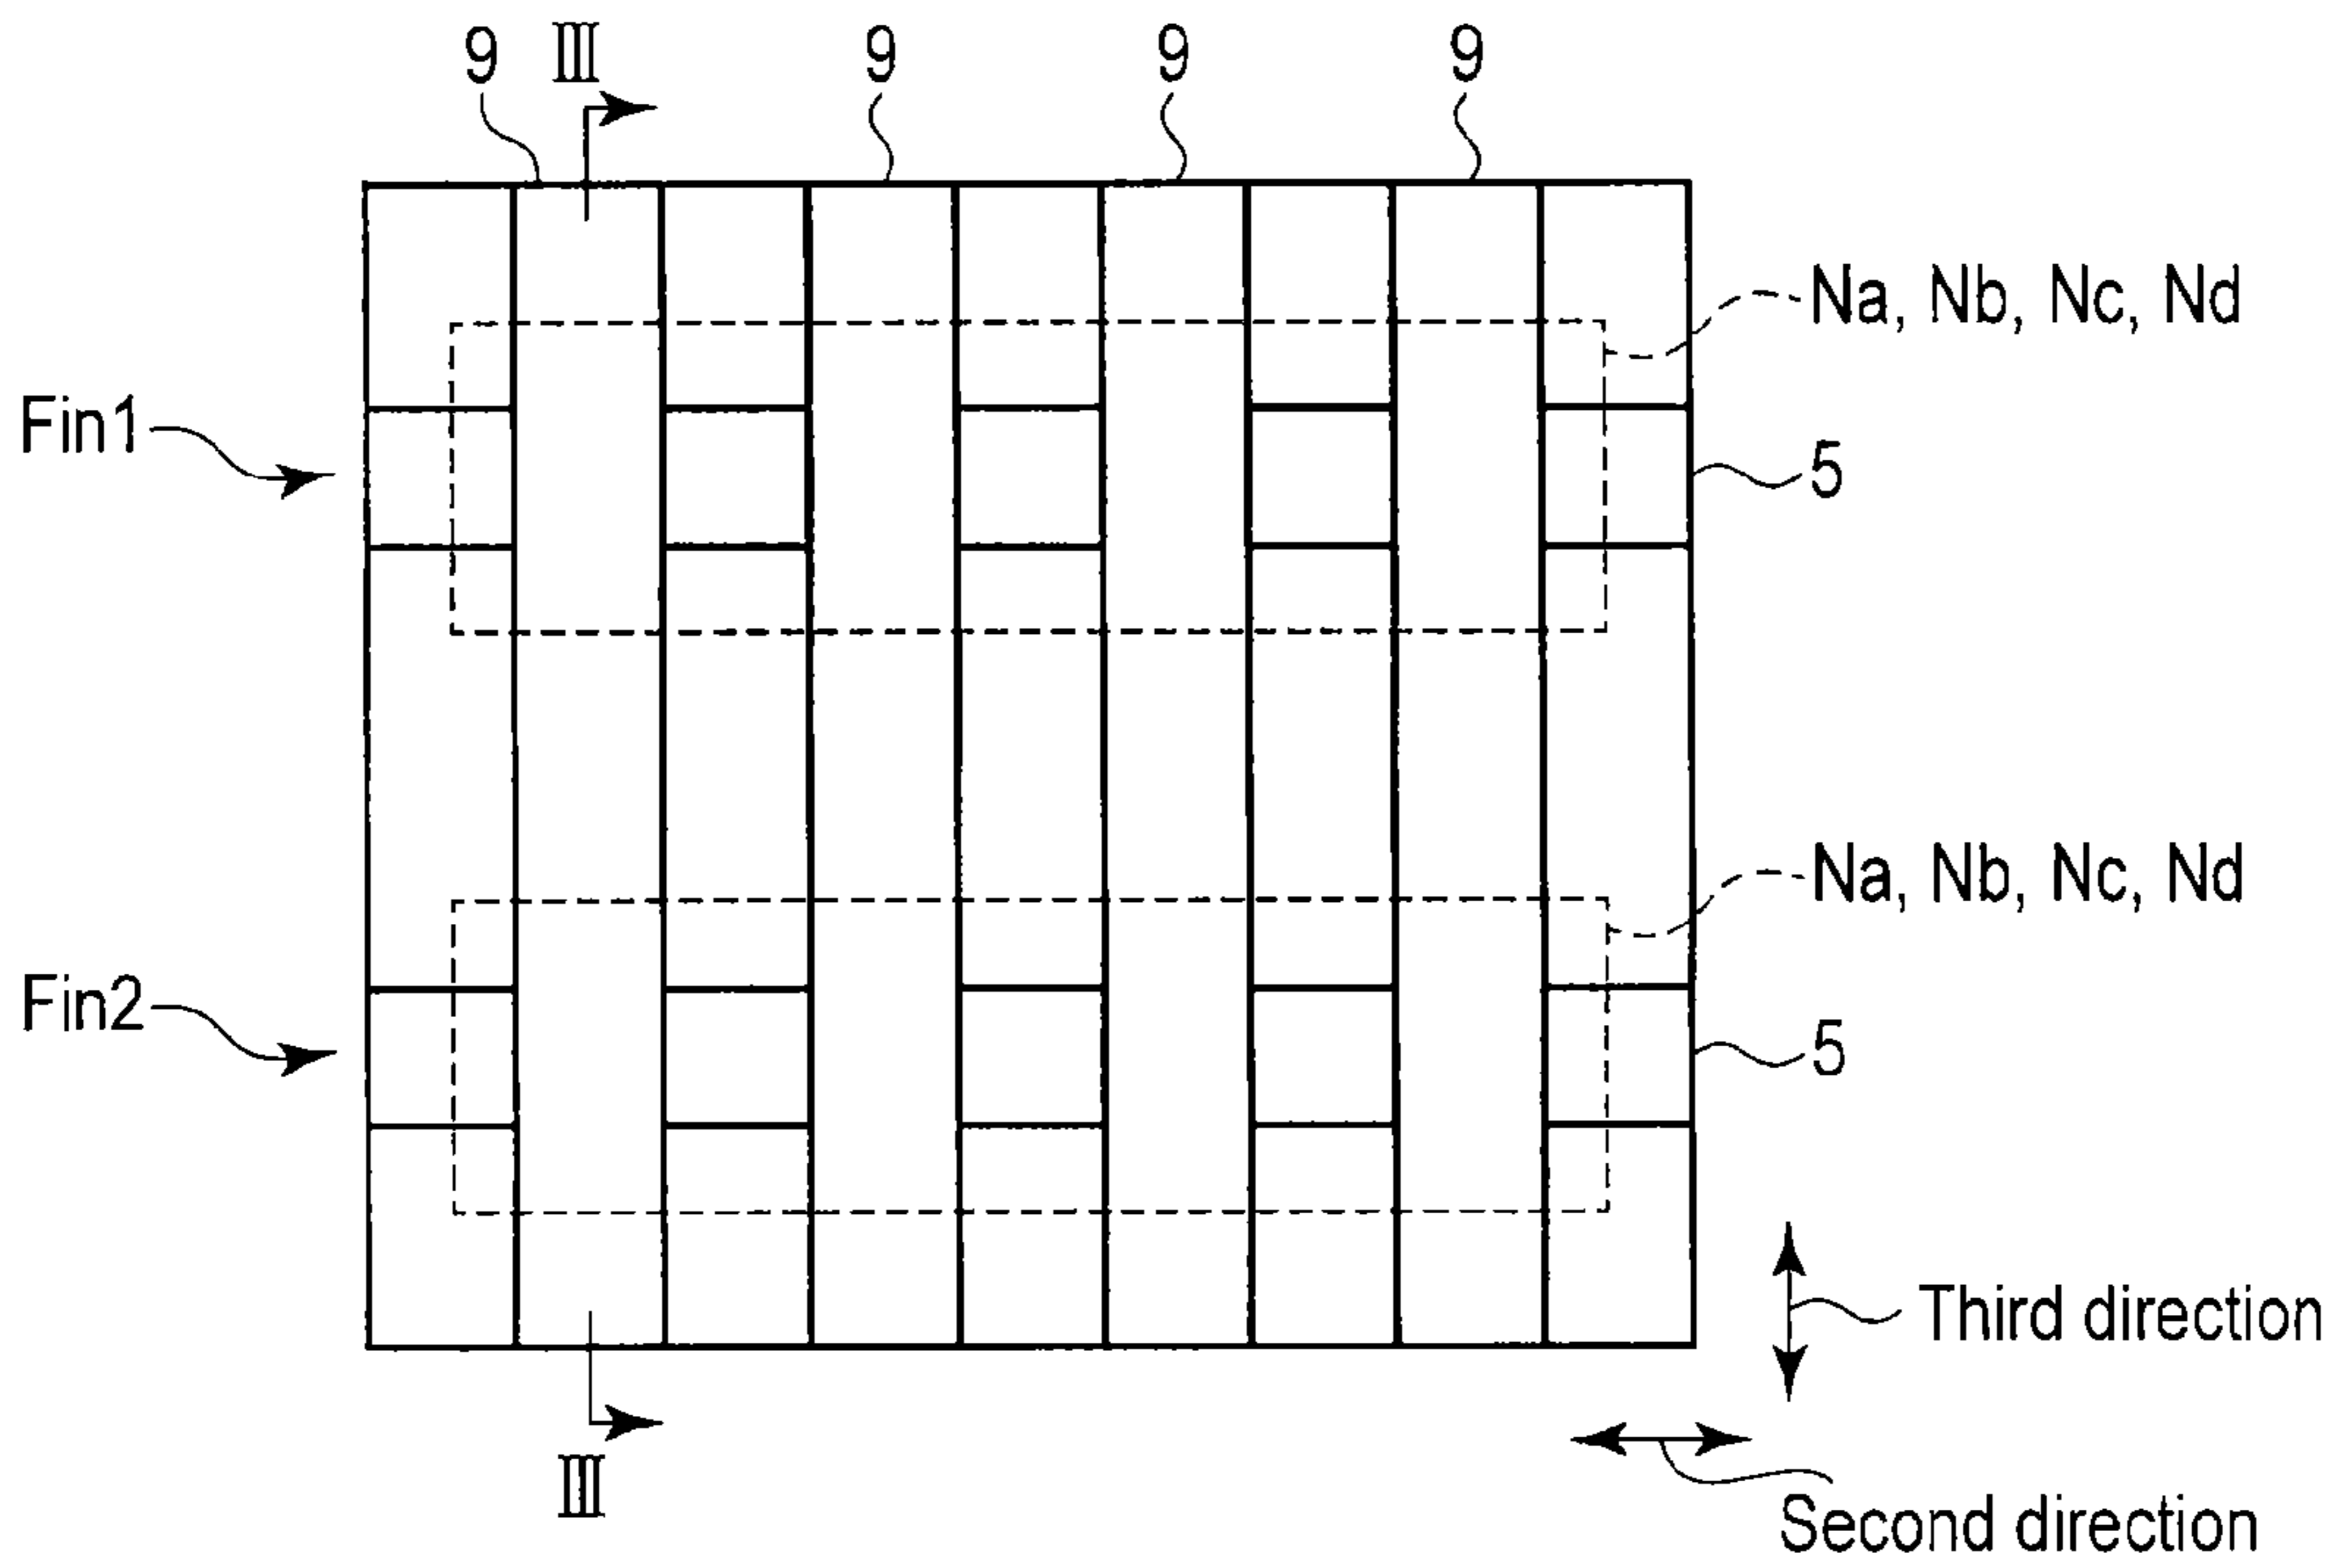 9 III 9 9 9
Na, Nb, Nc, Nd
Fin1
5
Na, Nb, Nc, Nd
Fin2
5
Third direction
III
Second direction